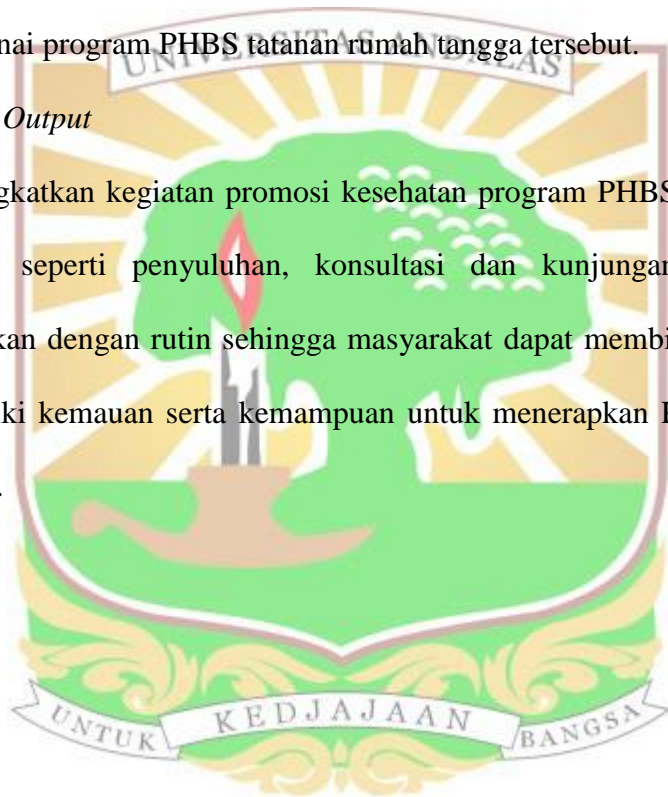 nai program PHBS tatanan rumah tangga tersebut.
UNIVERSITAS ANDALAS
Output
gkatkan kegiatan promosi kesehatan program PHBS
seperti penyuluhan, konsultasi dan kunjungan
kan dengan rutin sehingga masyarakat dapat membi
ki kemauan serta kemampuan untuk menerapkan
.
UNTUK KEDJAJAAN BANGSA